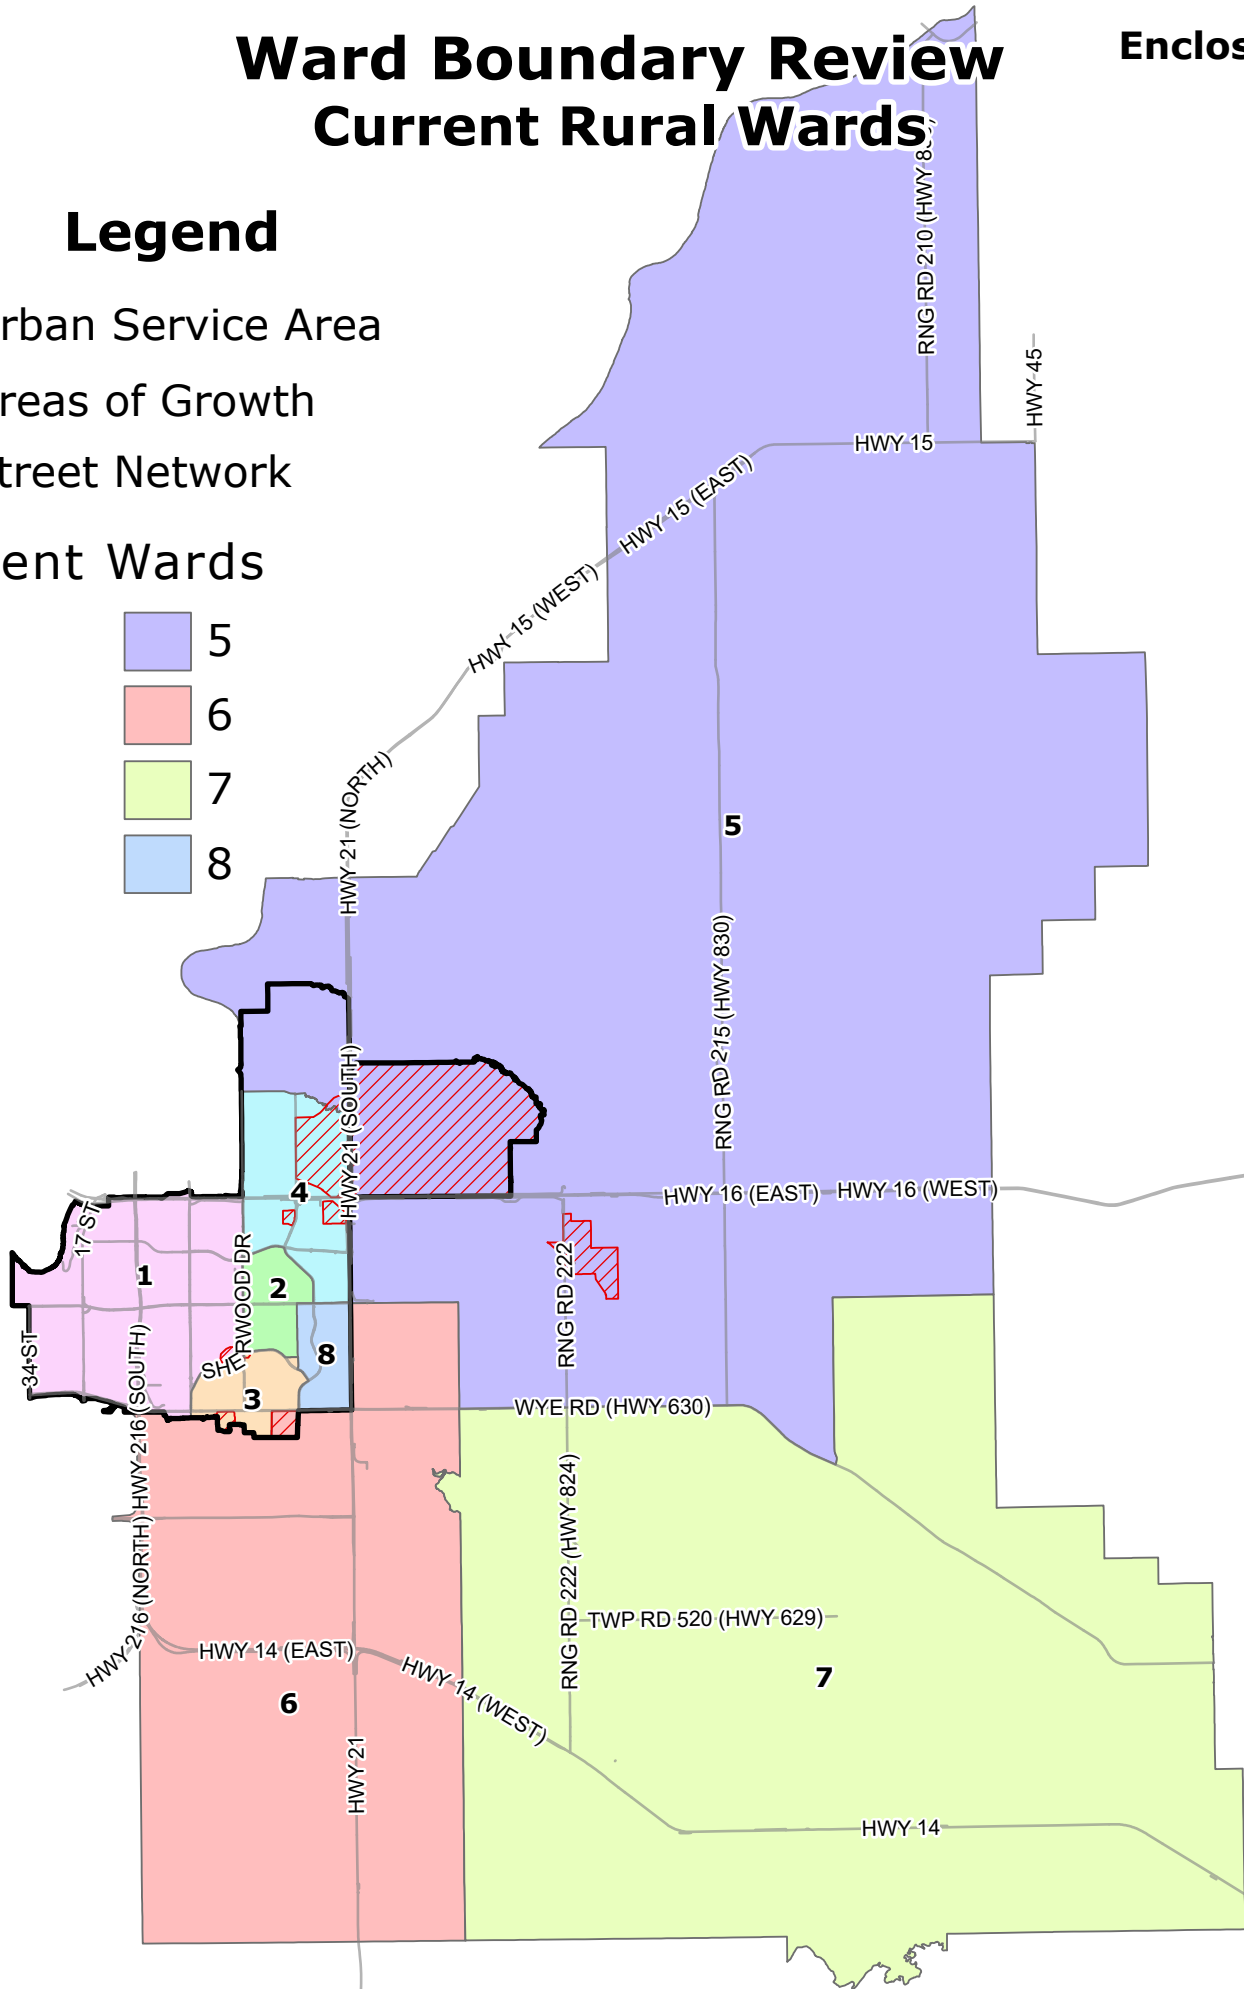 Ward Boundary Review
Enclos
Current Rural Wards
Legend
rban Service Area
reas of Growth
treet Network
ent Wards
5
6
7
8
RNG RD 210 (HWY 83
HWY 45
HWY 15
HWY 15 (EAST)
HWY 15 (WEST)
HWY 21 (NORTH)
5
RNG RD 215 (HWY 830)
HWY 21 (SOUTH)
4
HWY 16 (EAST)
HWY 16 (WEST)
17 ST
1
SHERWOOD DR
2
RNG RD 222
34 ST
8
3
HWY 216 (SOUTH)
WYE RD (HWY 630)
HWY 216 (NORTH)
RNG RD 222 (HWY 824)
TWP RD 520 (HWY 629)
HWY 14 (EAST)
HWY 14 (WEST)
6
7
HWY 21
HWY 14